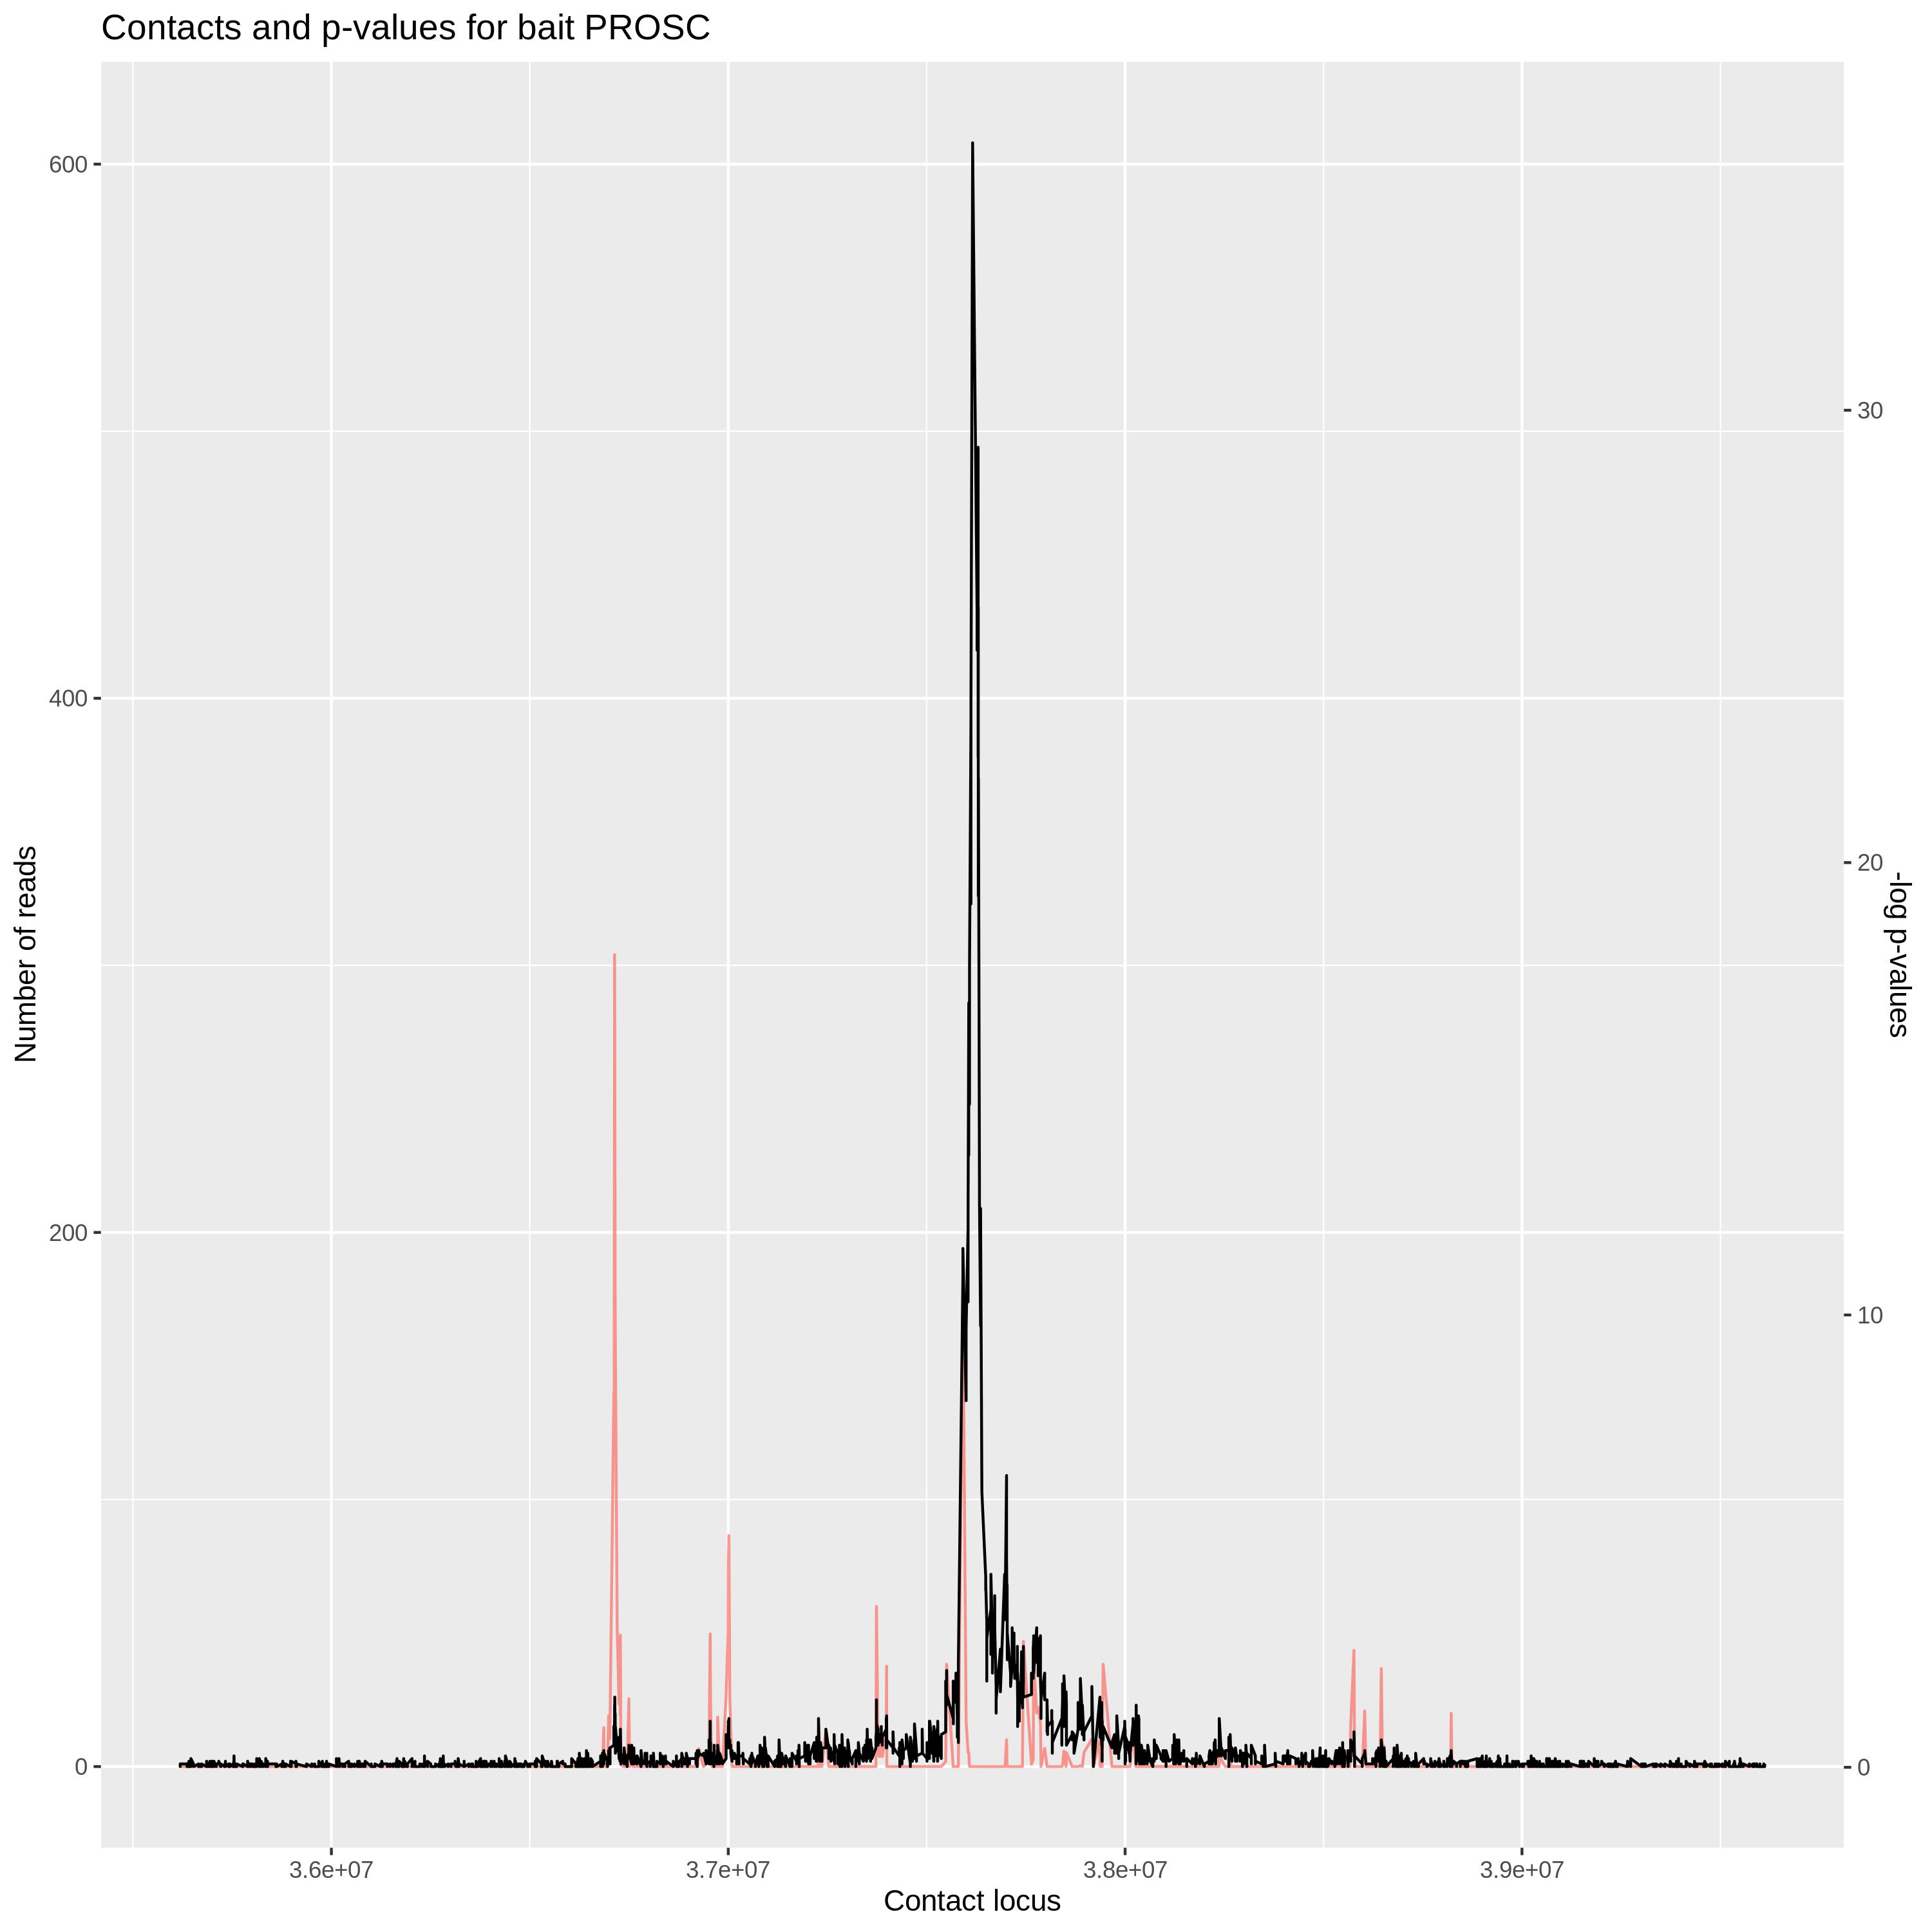 Contacts and p-values for bait PROSC
600
400
200
0
Number of reads
30
20
10
0
-log p-values
3.6e+07 3.7e+07 3.8e+07 3.9e+07
Contact locus